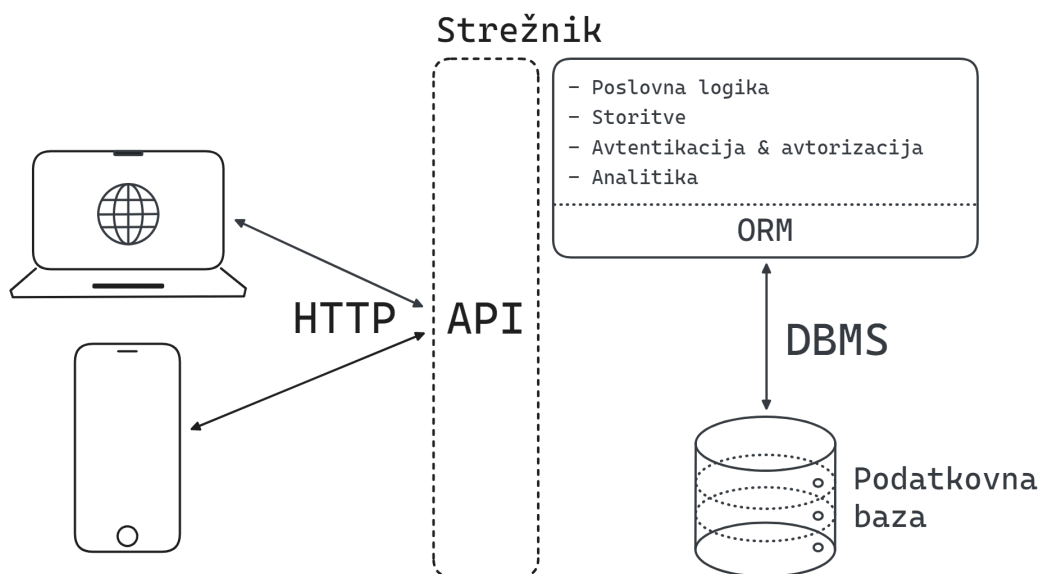 Strežnik
- Poslovna logika
- Storitve
- Avtentikacija & avtorizacija
- Analitika
ORM
HTTP
API
DBMS
Podatkovna
baza